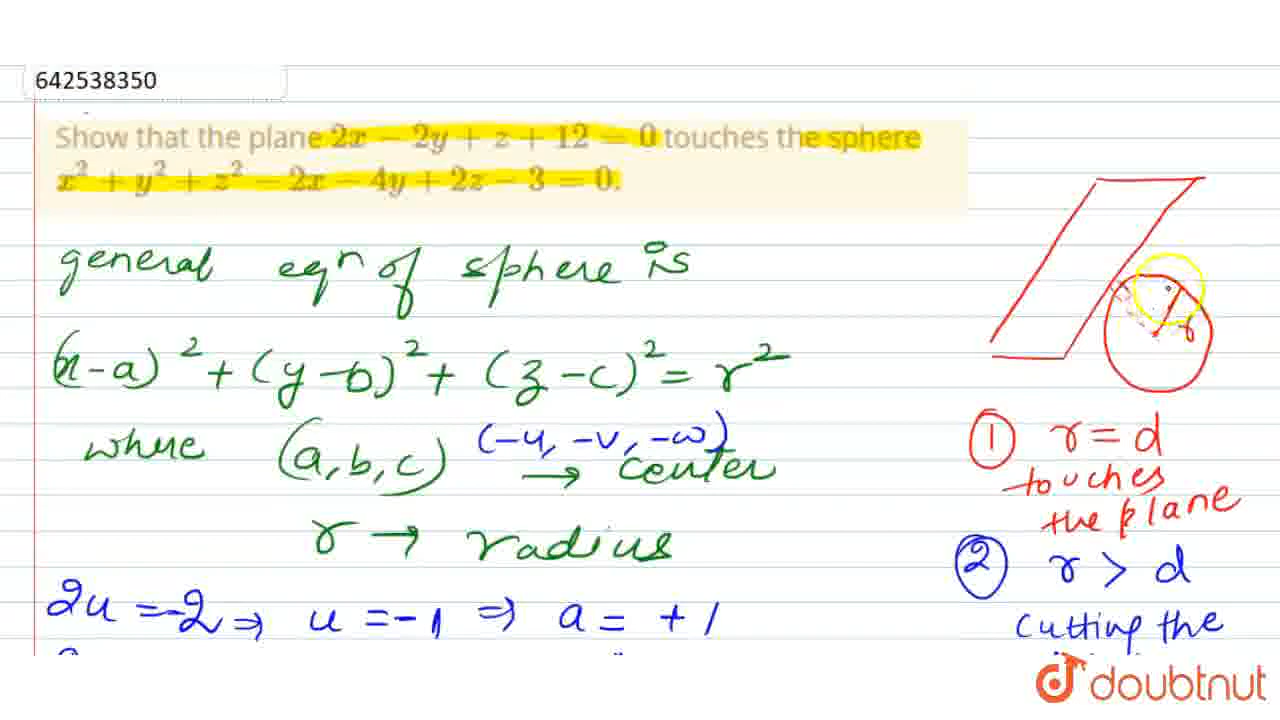 642538350
Show that the plane 2x − 2y + z + 12 = 0 touches the sphere
x² + y² + z² − 2x − 4y + 2z − 3 = 0.
general eqⁿ of sphere is
(x-a)² + (y-b)² + (z-c)² = r²
where (a, b, c) (-u, -v, -w) → center
r → radius
2u = -2 ⇒ u = -1 ⇒ a = +1
r
① r = d
touches
the plane
② r > d
cutting the
doubtnut